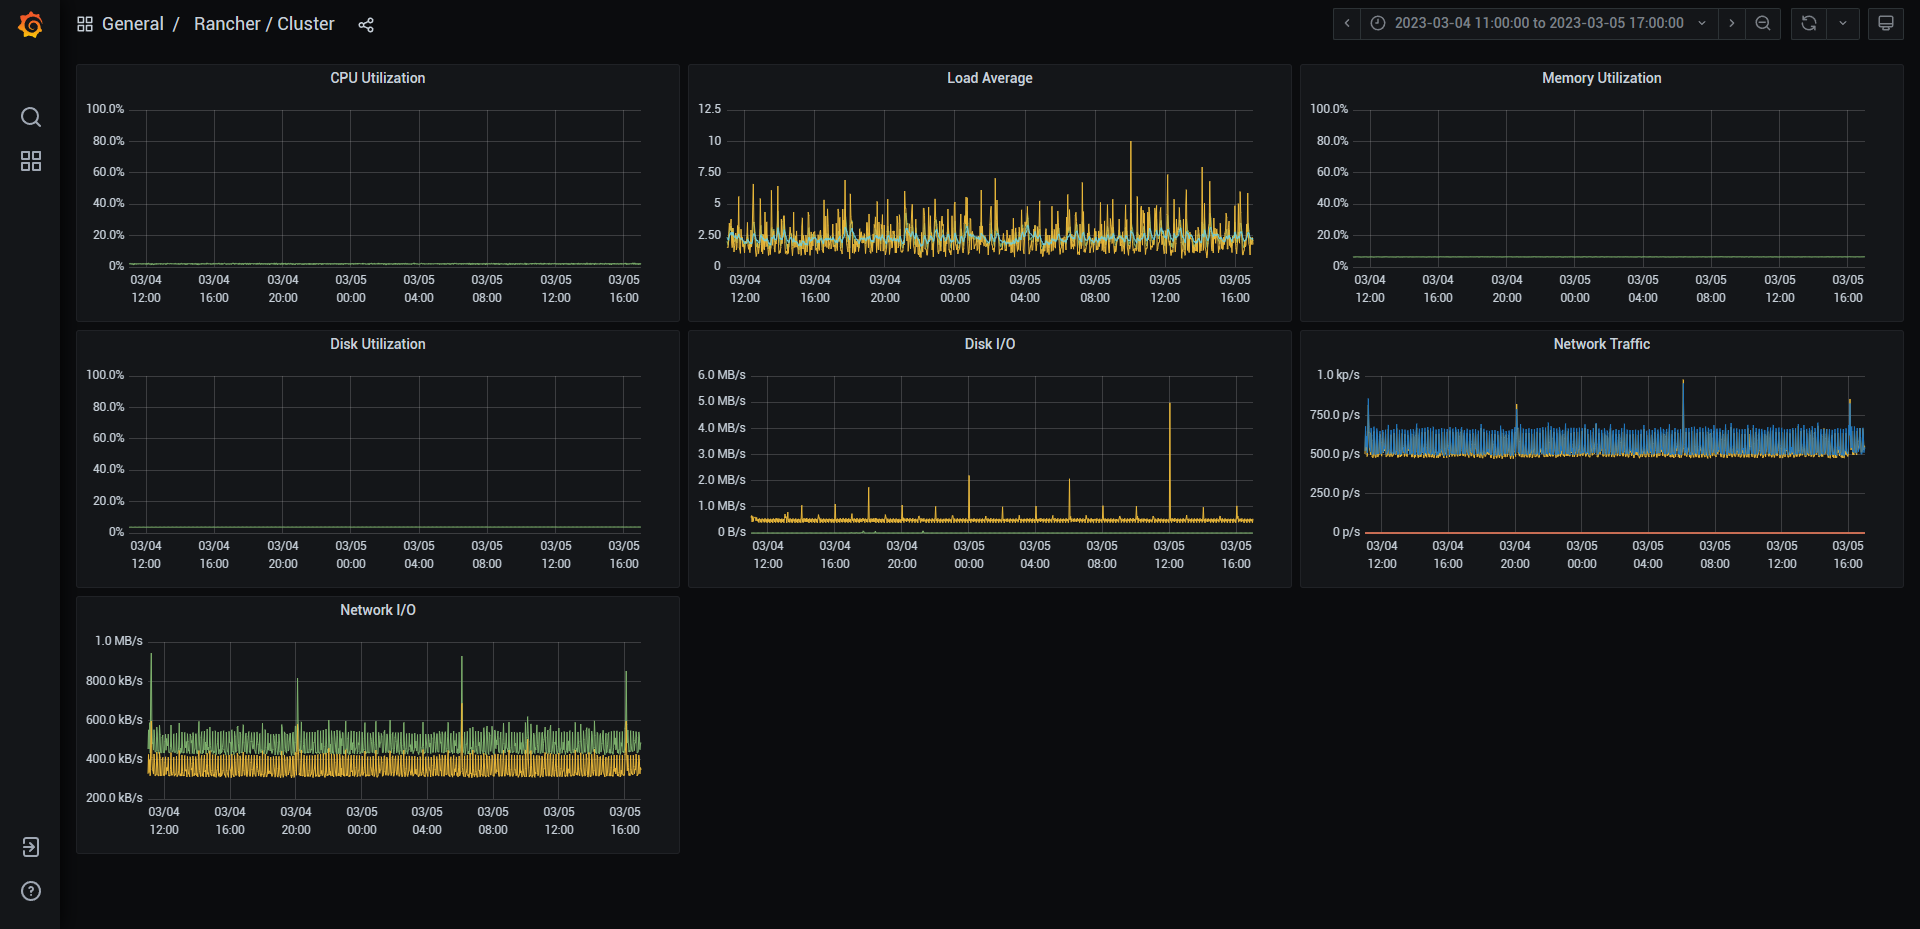 General / Rancher / Cluster
2023-03-04 11:00:00 to 2023-03-05 17:00:00
CPU Utilization
100.0%
80.0%
60.0%
40.0%
20.0%
0%
03/04 03/04 03/04 03/05 03/05 03/05 03/05 03/05
12:00 16:00 20:00 00:00 04:00 08:00 12:00 16:00
Load Average
12.5
10
7.50
5
2.50
0
03/04 03/04 03/04 03/05 03/05 03/05 03/05 03/05
12:00 16:00 20:00 00:00 04:00 08:00 12:00 16:00
Memory Utilization
100.0%
80.0%
60.0%
40.0%
20.0%
0%
03/04 03/04 03/04 03/05 03/05 03/05 03/05 03/05
12:00 16:00 20:00 00:00 04:00 08:00 12:00 16:00
Disk Utilization
100.0%
80.0%
60.0%
40.0%
20.0%
0%
03/04 03/04 03/04 03/05 03/05 03/05 03/05 03/05
12:00 16:00 20:00 00:00 04:00 08:00 12:00 16:00
Disk I/O
6.0 MB/s
5.0 MB/s
4.0 MB/s
3.0 MB/s
2.0 MB/s
1.0 MB/s
0 B/s
03/04 03/04 03/04 03/05 03/05 03/05 03/05 03/05
12:00 16:00 20:00 00:00 04:00 08:00 12:00 16:00
Network Traffic
1.0 kp/s
750.0 p/s
500.0 p/s
250.0 p/s
0 p/s
03/04 03/04 03/04 03/05 03/05 03/05 03/05 03/05
12:00 16:00 20:00 00:00 04:00 08:00 12:00 16:00
Network I/O
1.0 MB/s
800.0 kB/s
600.0 kB/s
400.0 kB/s
200.0 kB/s
03/04 03/04 03/04 03/05 03/05 03/05 03/05 03/05
12:00 16:00 20:00 00:00 04:00 08:00 12:00 16:00